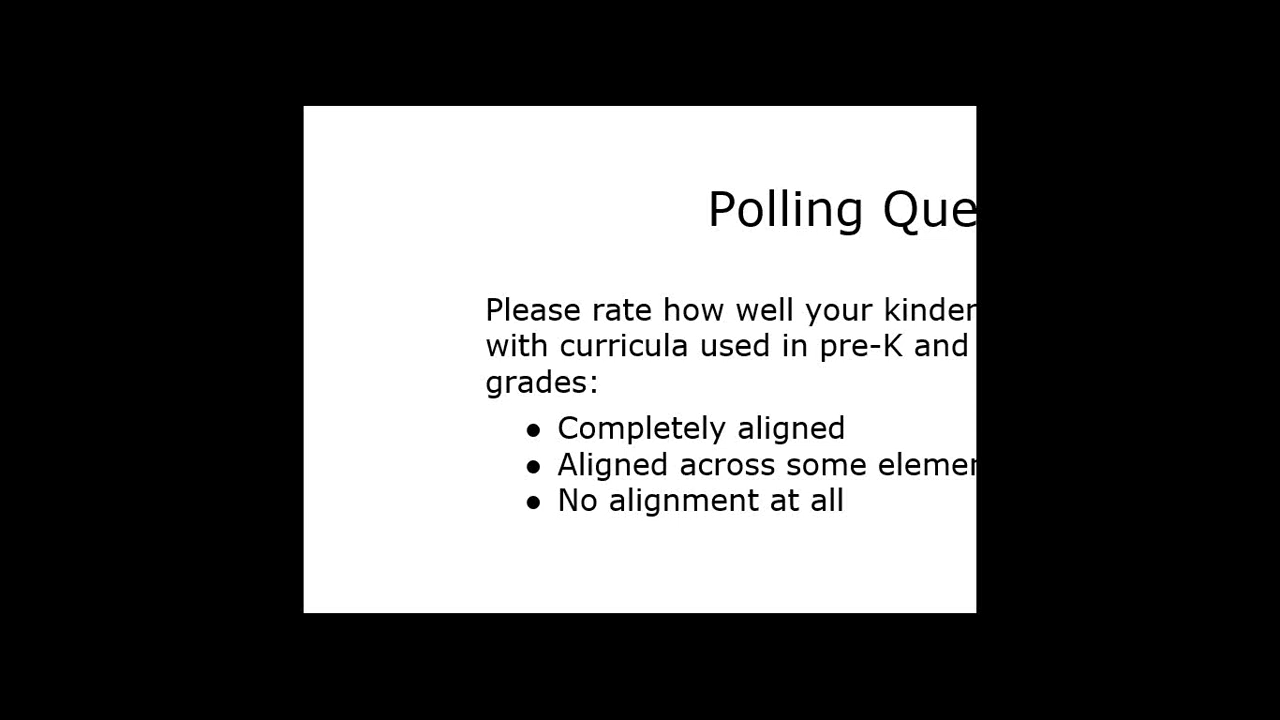 Polling Que
Please rate how well your kinder
with curricula used in pre-K and
grades:
● Completely aligned
● Aligned across some elemen
● No alignment at all